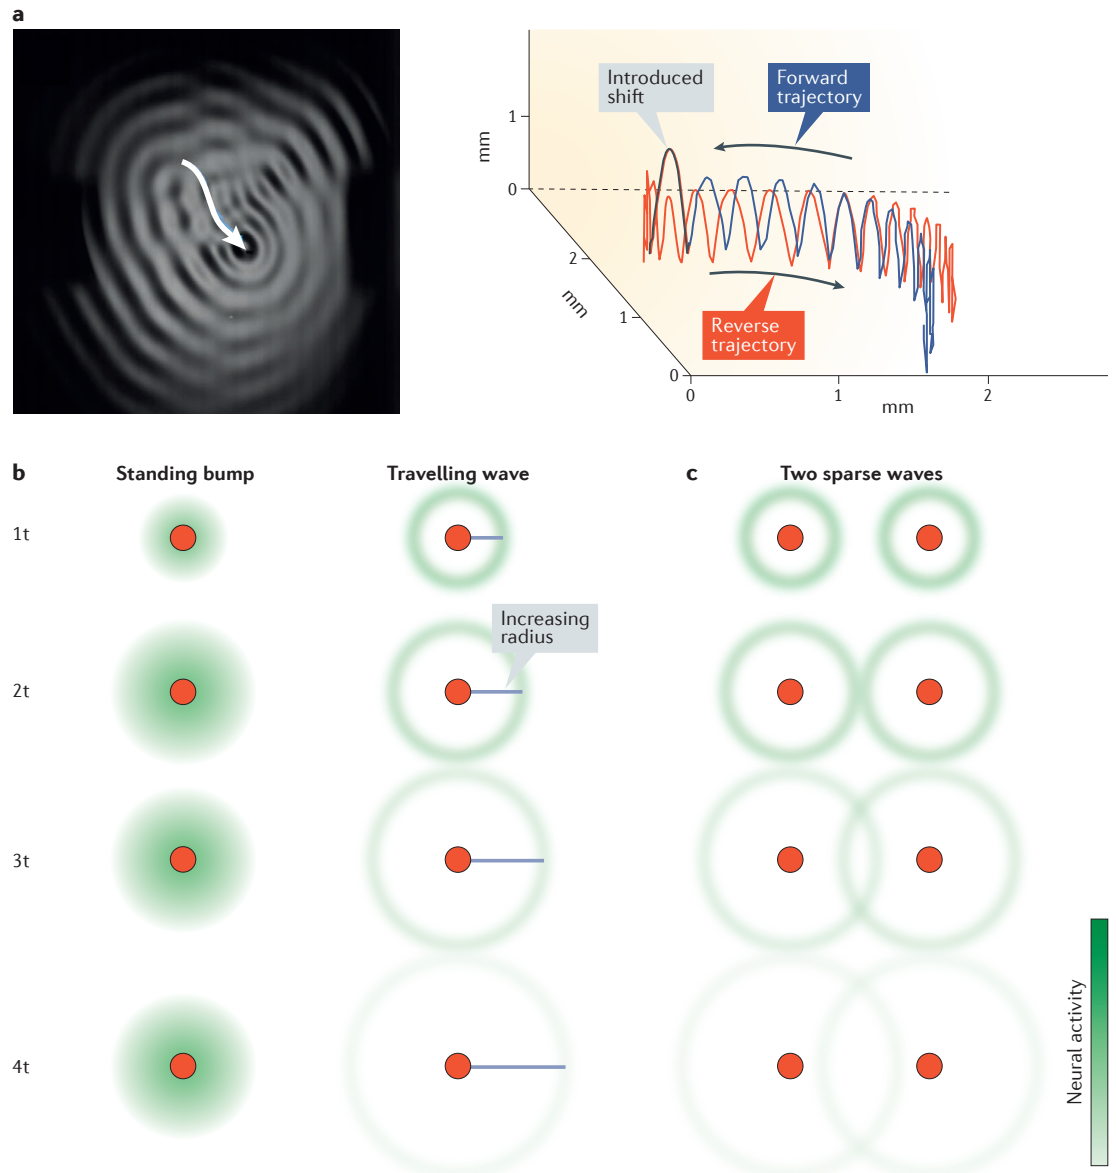 a
Introduced
shift
Forward
trajectory
mm
1
0
2
1
0
mm
Reverse
trajectory
0
1
2
mm
b
Standing bump
Travelling wave
c
Two sparse waves
1t
Increasing
radius
2t
3t
4t
Neural activity